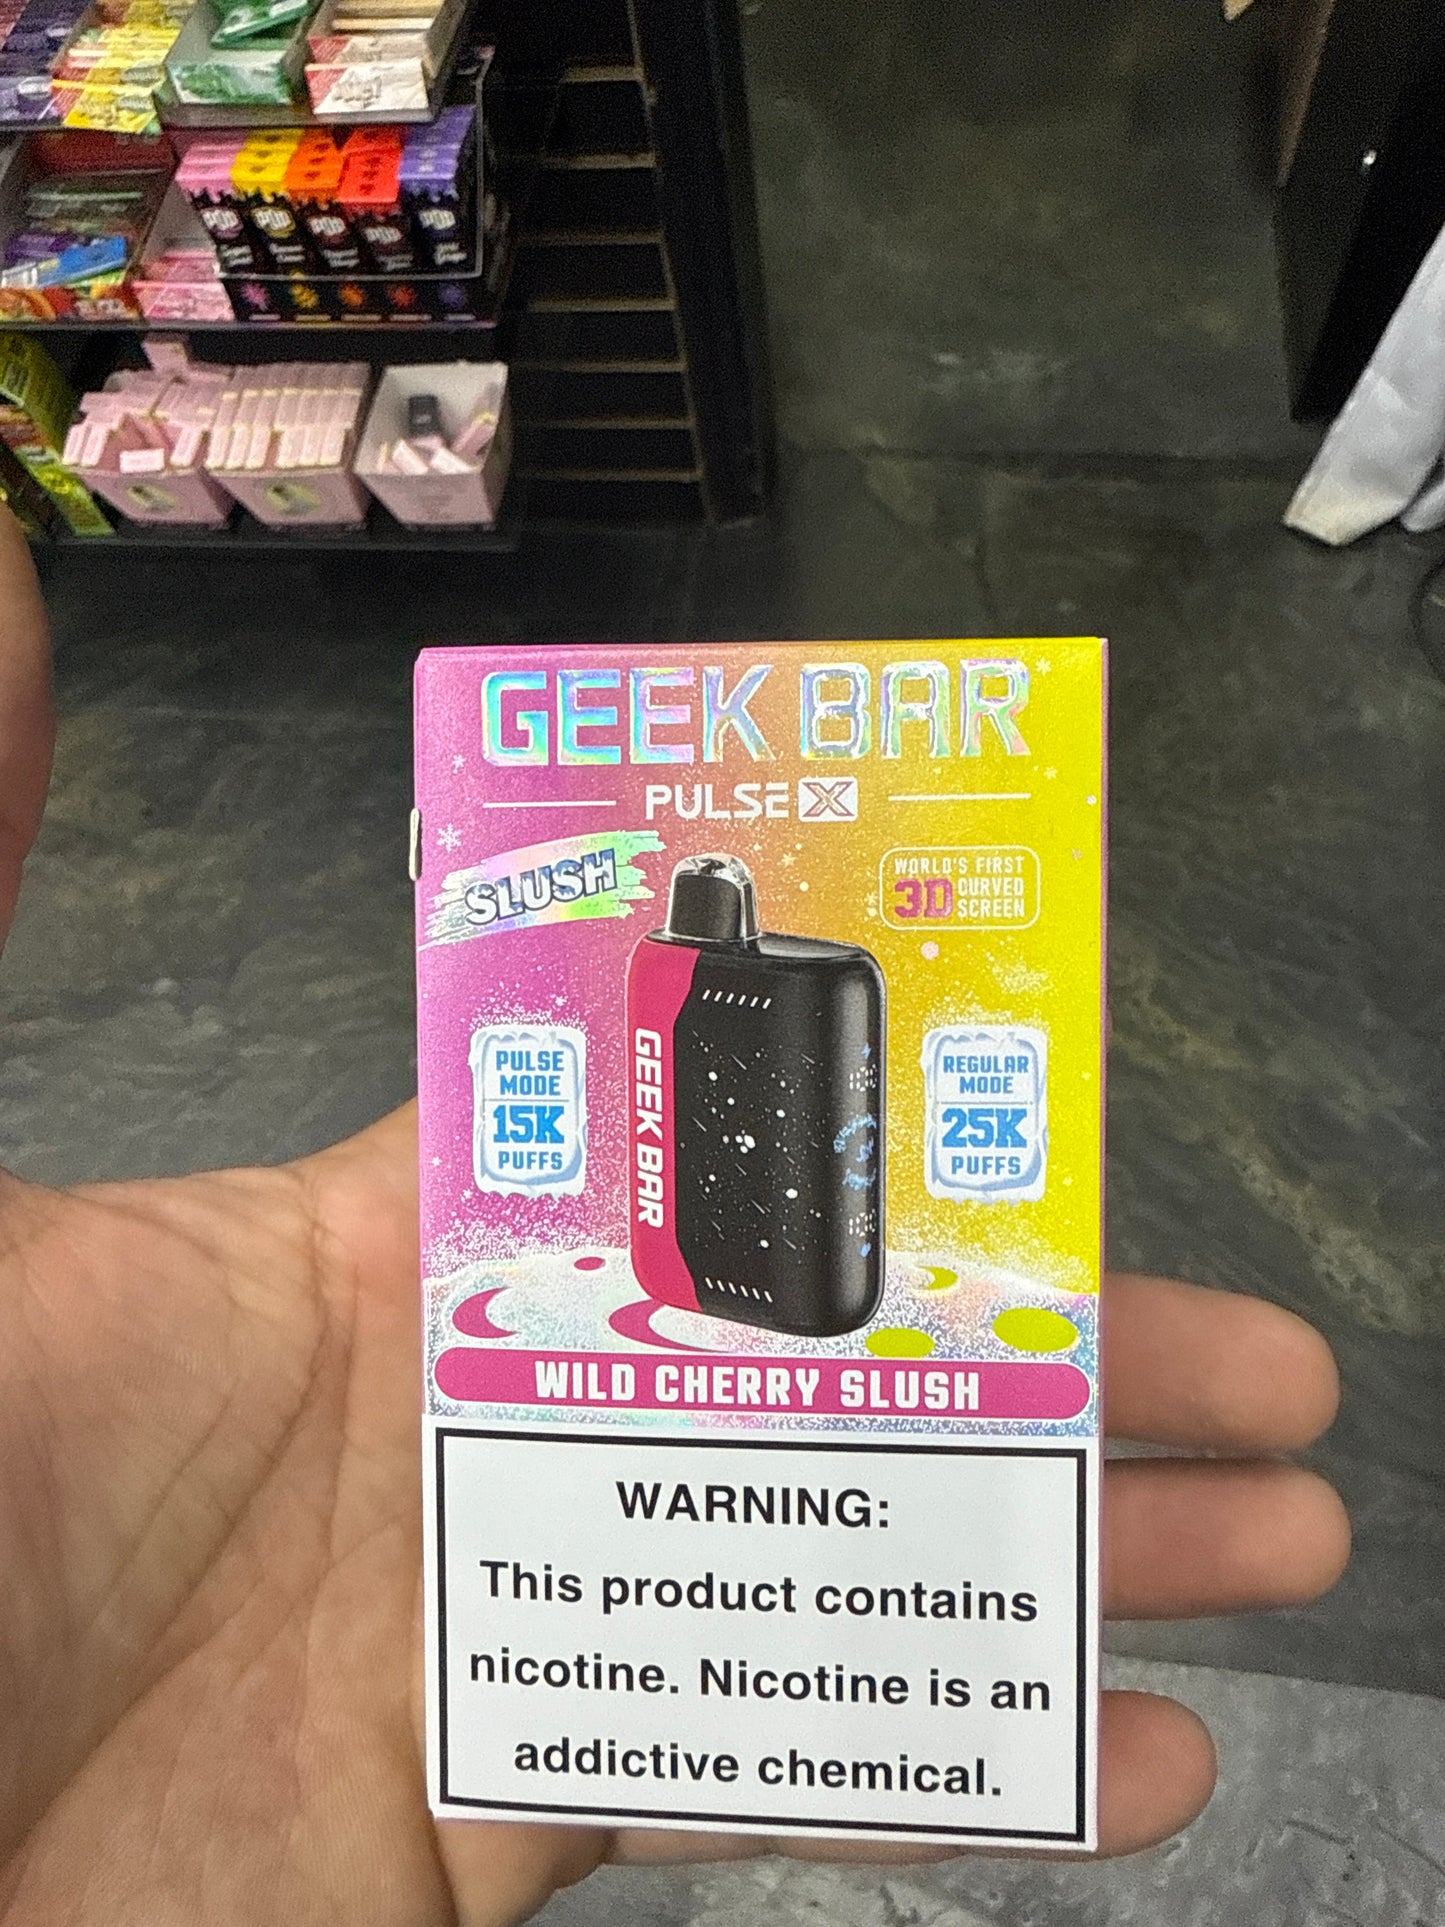 GEEK BAR
PULSE X
SLUSH
WORLD'S FIRST
3D CURVED
SCREEN
PULSE
MODE
15K
PUFFS
GEEK BAR
REGULAR
MODE
25K
PUFFS
WILD CHERRY SLUSH
WARNING:
This product contains
nicotine. Nicotine is an
addictive chemical.